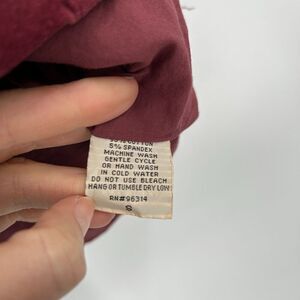 COTTON
5% SPANDEX
MACHINE WASH
GENTLE CYCLE
OR HAND WASH
IN COLD WATER
DO NOT USE BLEACH
HANG OR TUMBLE DRY LOW
RN#96314
S